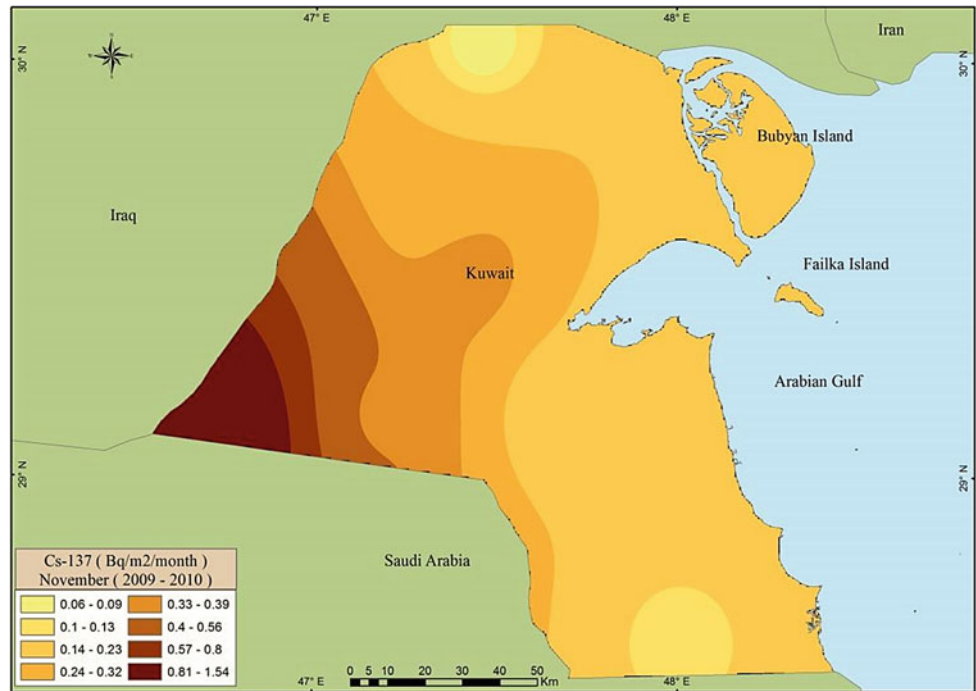 47° E 48° E
Iran
30° N 30° N
Bubyan Island
Iraq
Failka Island
Kuwait
Arabian Gulf
29° N 29° N
Saudi Arabia
Cs-137 ( Bq/m2/month )
November ( 2009 - 2010 )
0.06 - 0.09 0.33 - 0.39
0.1 - 0.13 0.4 - 0.56
0.14 - 0.23 0.57 - 0.8
0.24 - 0.32 0.81 - 1.54
0 5 10 20 30 40 50
Km
47° E 48° E